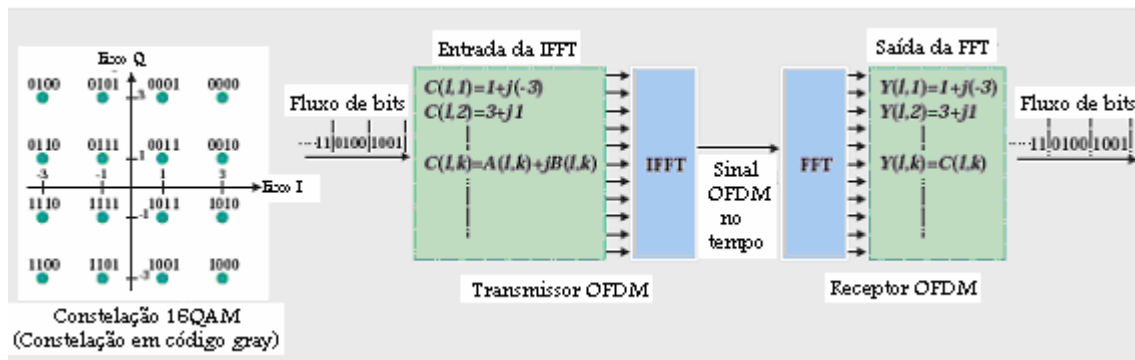 Eixo Q
0100 0101 0001 0000
3
0110 0111 0011 0010
1
-3 -1 1 3
Eixo I
1110 1111 1011 1010
-1
1100 1101 1001 1000
-3
Constelação 16QAM
(Constelação em código gray)
Fluxo de bits
···11|0100|1001|
Entrada da IFFT
C(l,1)=1+j(-3)
C(l,2)=3+j1
C(l,k)=A(l,k)+jB(l,k)
Transmissor OFDM
IFFT
Sinal
OFDM
no
tempo
FFT
Saída da FFT
Y(l,1)=1+j(-3)
Y(l,2)=3+j1
Y(l,k)=C(l,k)
Receptor OFDM
Fluxo de bits
···11|0100|1001|